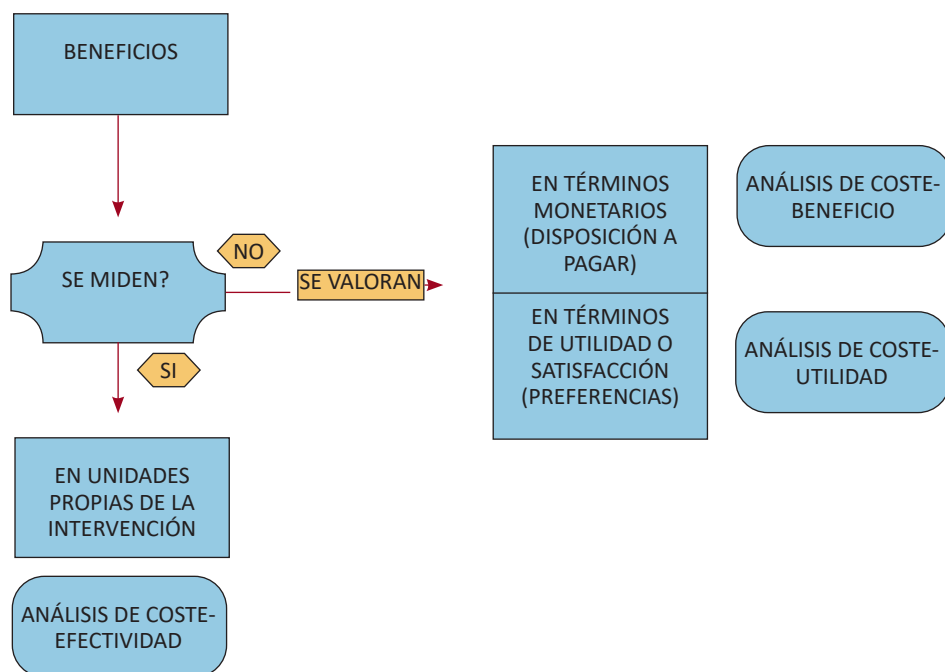 BENEFICIOS
SE MIDEN?
NO
SE VALORAN
SI
EN TÉRMINOS
MONETARIOS
(DISPOSICIÓN A
PAGAR)
ANÁLISIS DE COSTE-
BENEFICIO
EN TÉRMINOS
DE UTILIDAD O
SATISFACCIÓN
(PREFERENCIAS)
ANÁLISIS DE COSTE-
UTILIDAD
EN UNIDADES
PROPIAS DE LA
INTERVENCIÓN
ANÁLISIS DE COSTE-
EFECTIVIDAD